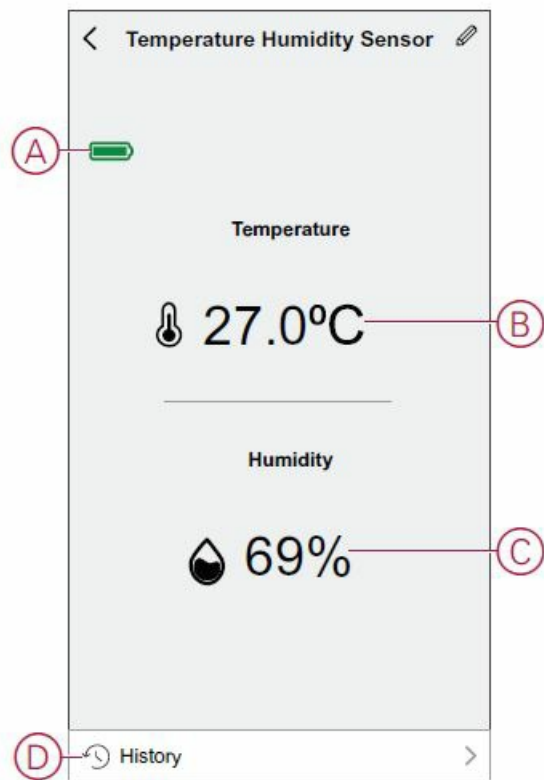 Temperature Humidity Sensor
A
Temperature
27.0ºC
B
Humidity
69%
C
D
History